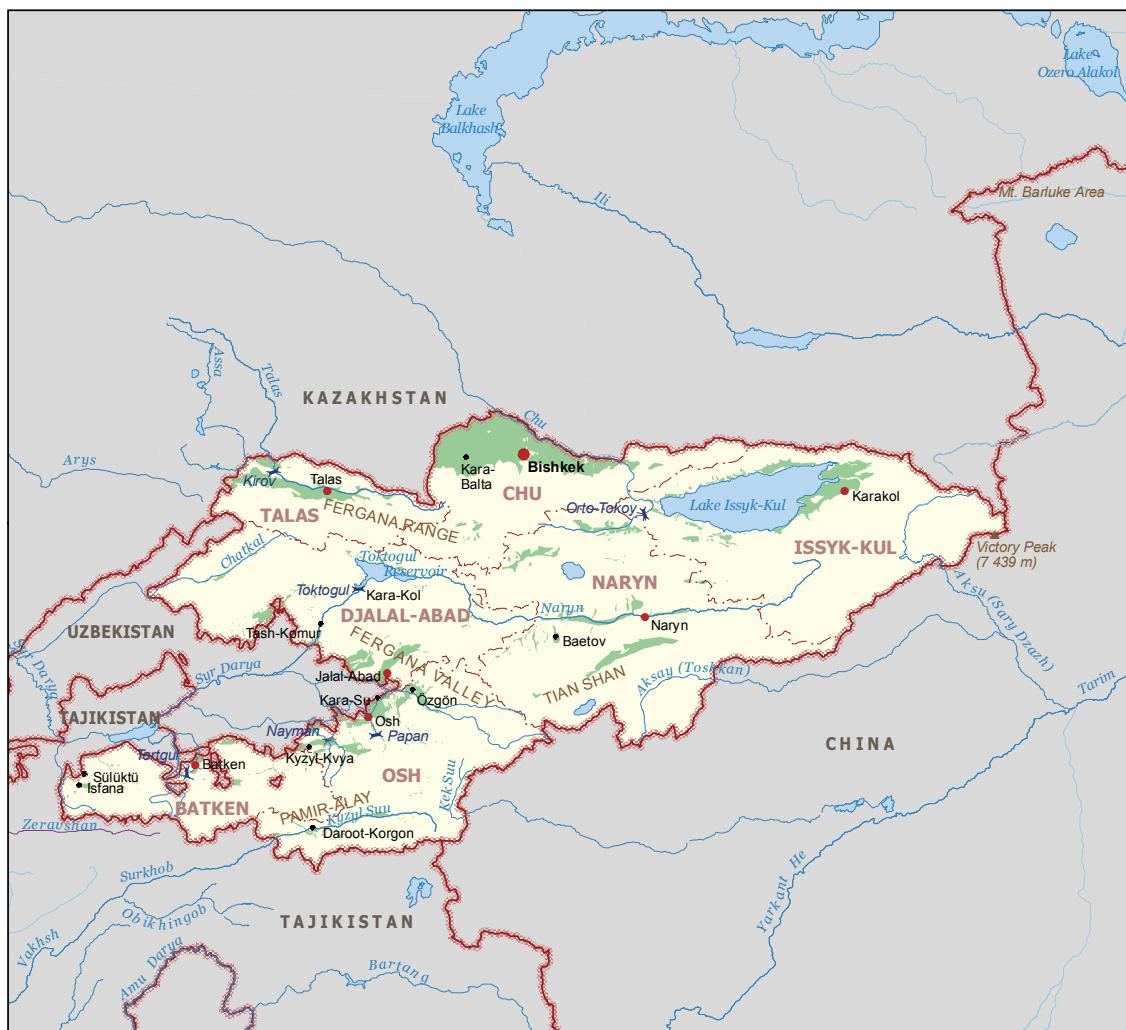 Lake
Ozero Alakol
Lake
Balkhash
Mt. Barluke Area
Ili
Assa
Talas
KAZAKHSTAN
Chu
Arys
Kirov
Talas
Kara-
Balta
Bishkek
CHU
TALAS
FERGANA RANGE
Orto-Tokoy
Lake Issyk-Kul
Karakol
ISSYK-KUL
Victory Peak
(7 439 m)
Chatkal
Toktogul
Reservoir
Toktogul
Kara-Kol
NARYN
Aksu (Sary Dzazh)
DJALAL-ABAD
Naryn
Naryn
UZBEKISTAN
Tash-Komur
Baetov
Syr Darya
Syr Darya
FERGANA VALLEY
Jalal-Abad
Özgön
TIAN SHAN
Aksay (Toshkan)
Tarim
Kara-Su
TAJIKISTAN
Osh
Nayman
Papan
CHINA
Tortgul
Batken
Kyzyl-Kvya
Sülüktü
Isfana
OSH
Kek Suu
BATKEN
PAMIR-ALAY
Kyzyl Suu
Zeravshan
Daroot-Korgon
Surkhob
Yarkant He
Obikhingob
TAJIKISTAN
Vakhsh
Amu Darya
Bartang